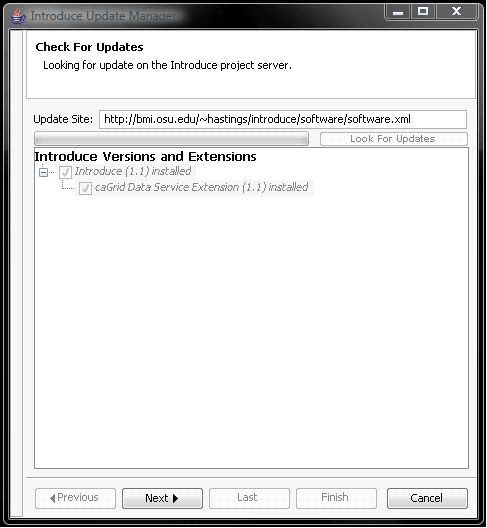 Introduce Update Manager
Check For Updates
Looking for update on the Introduce project server.
Update Site: http://bmi.osu.edu/~hastings/introduce/software/software.xml
Look For Updates
Introduce Versions and Extensions
Introduce (1.1) installed
caGrid Data Service Extension (1.1) installed
Previous Next Last Finish Cancel